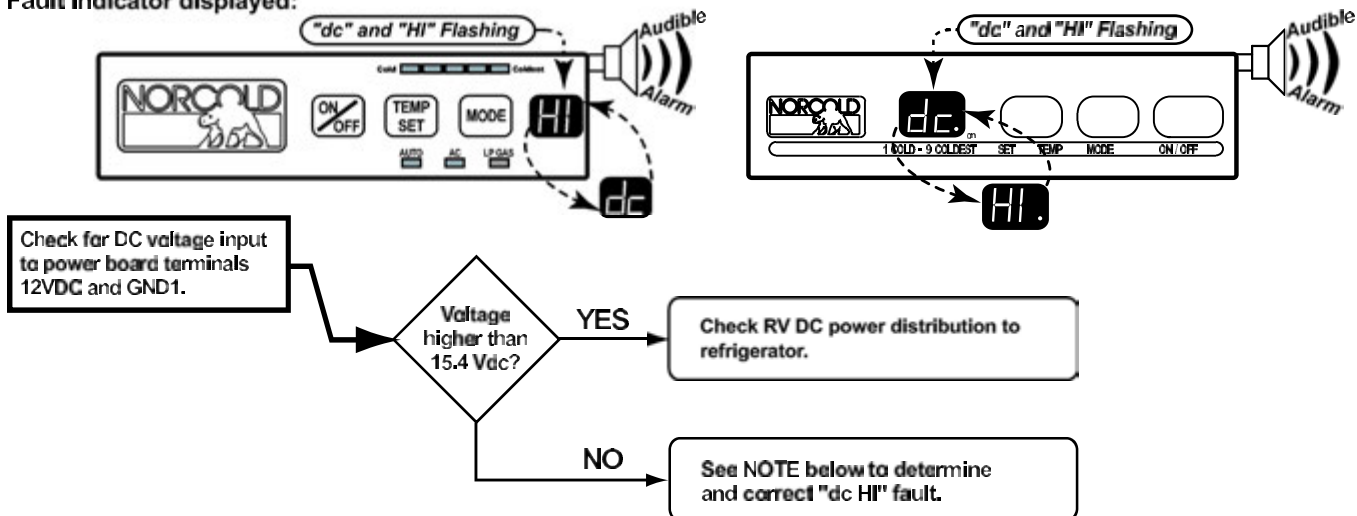 Fault indicator displayed:
"dc" and "HI" Flashing
Audible
Alarm
Cold
Coldest
NORCOLD
ON/OFF
TEMP SET
MODE
HI
AUTO
AC
LP GAS
dc
"dc" and "HI" Flashing
Audible
Alarm
NORCOLD
dc.
on
1 COLD - 9 COLDEST
SET
TEMP
MODE
ON / OFF
HI.
Check for DC voltage input
to power board terminals
12VDC and GND1.
Voltage
higher than
15.4 Vdc?
YES
Check RV DC power distribution to
refrigerator.
NO
See NOTE below to determine
and correct "dc HI" fault.